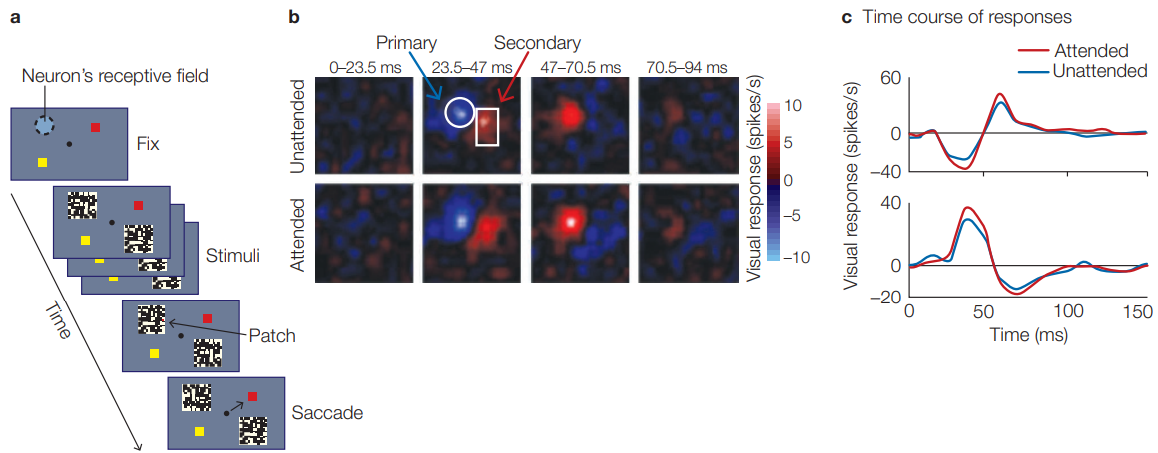 a
Neuron's receptive field
Fix
Stimuli
Patch
Saccade
Time
b
Primary
Secondary
0–23.5 ms
23.5–47 ms
47–70.5 ms
70.5–94 ms
Unattended
Attended
Visual response (spikes/s)
10
5
0
−5
−10
c Time course of responses
Attended
Unattended
Visual response (spikes/s)
60
0
−40
40
0
−20
0
50
100
150
Time (ms)